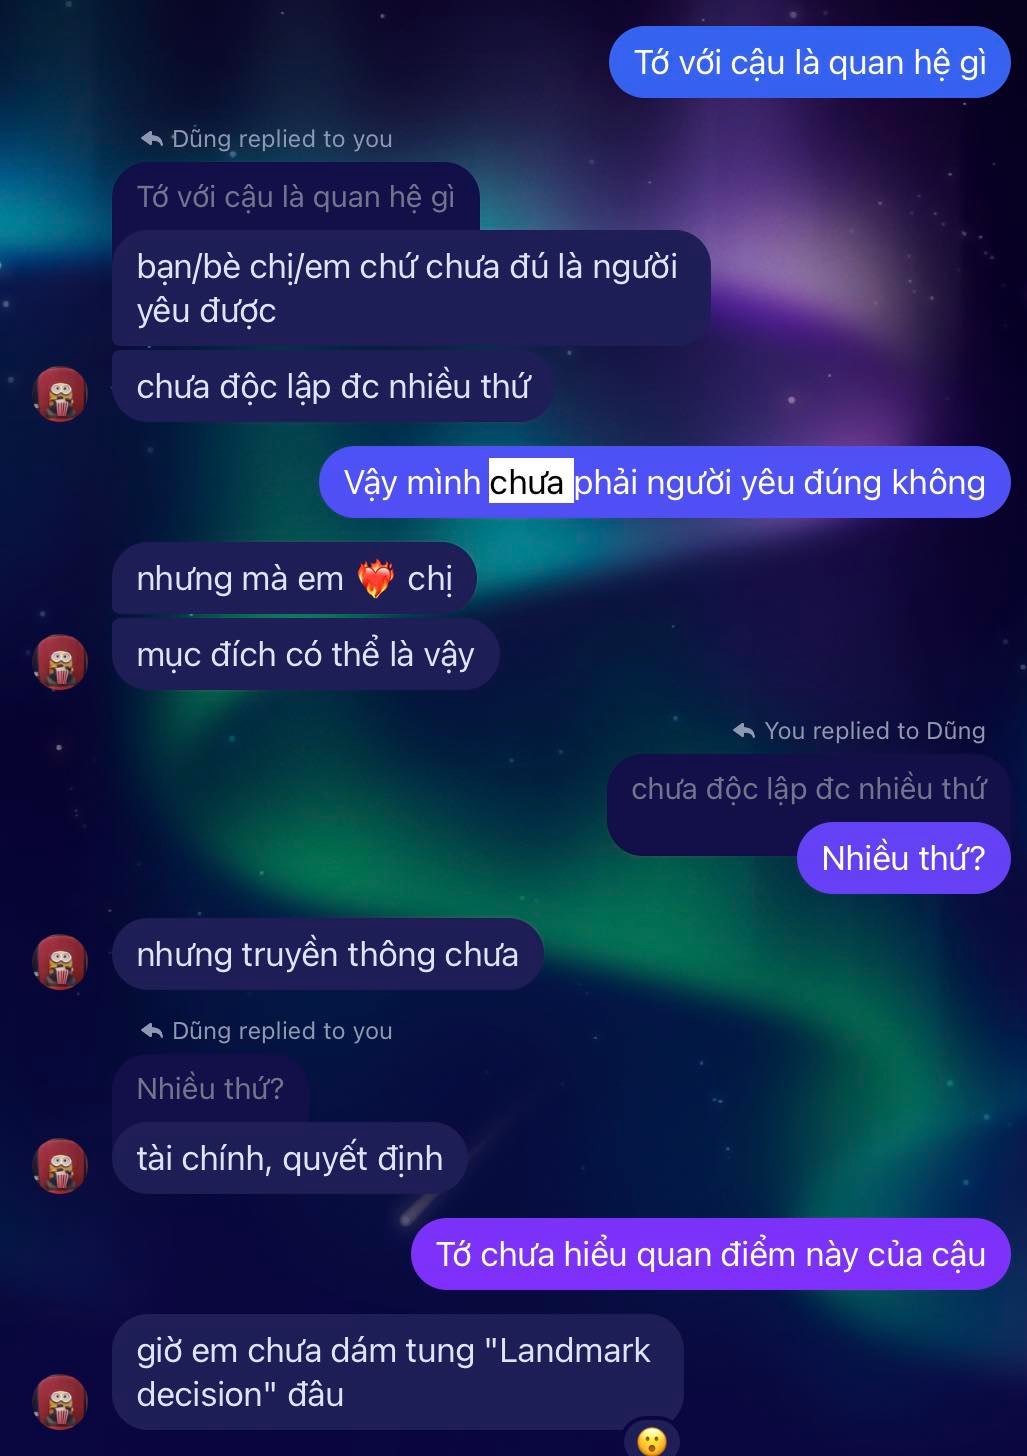 Tớ với cậu là quan hệ gì
Dũng replied to you
Tớ với cậu là quan hệ gì
bạn/bè chị/em chứ chưa đú là người
yêu được
chưa độc lập đc nhiều thứ
Vậy mình chưa phải người yêu đúng không
nhưng mà em ❤️‍🔥 chị
mục đích có thể là vậy
You replied to Dũng
chưa độc lập đc nhiều thứ
Nhiều thứ?
nhưng truyền thông chưa
Dũng replied to you
Nhiều thứ?
tài chính, quyết định
Tớ chưa hiểu quan điểm này của cậu
giờ em chưa dám tung "Landmark
decision" đâu
😮